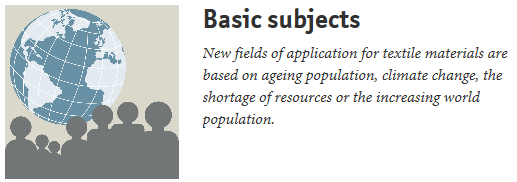 Basic subjects
New fields of application for textile materials are
based on ageing population, climate change, the
shortage of resources or the increasing world
population.